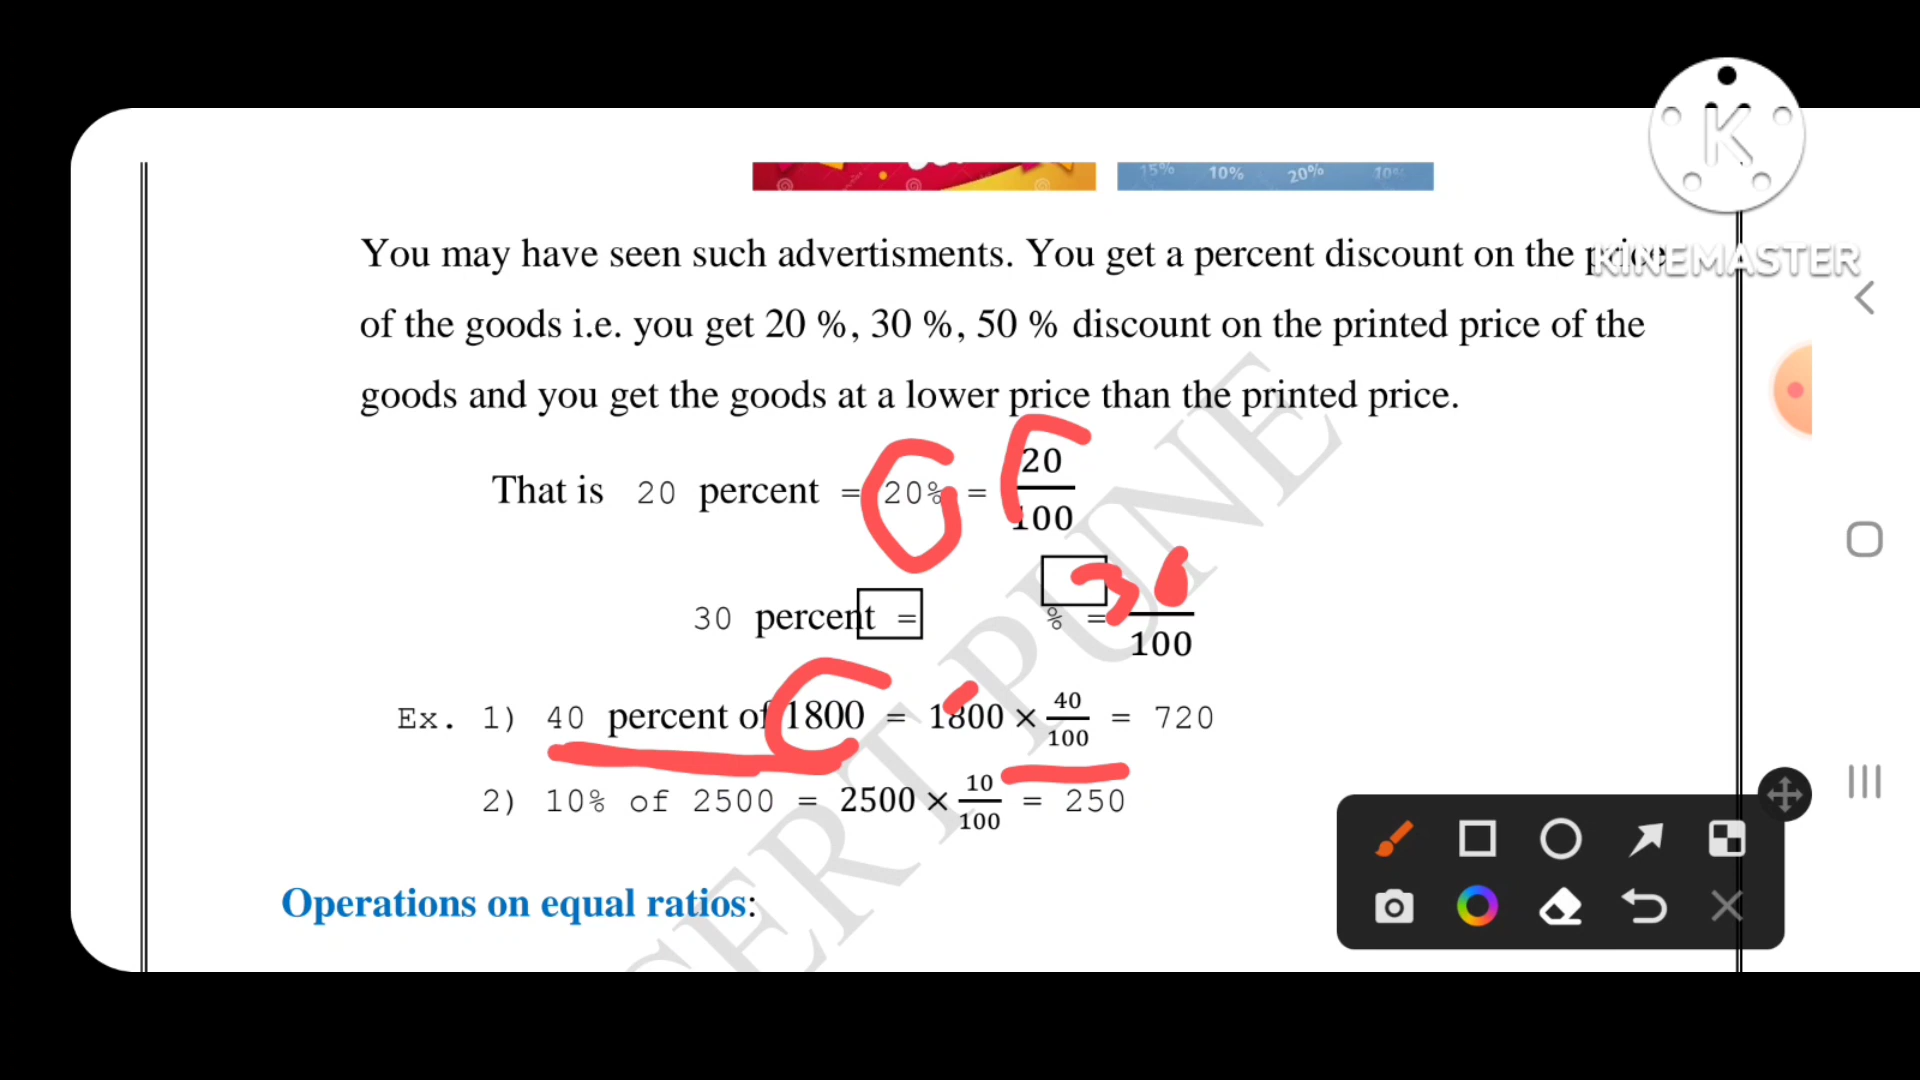 15% 10% 20% 10%
K
KINEMASTER
You may have seen such advertisments. You get a percent discount on the price
of the goods i.e. you get 20 %, 30 %, 50 % discount on the printed price of the
goods and you get the goods at a lower price than the printed price.
That is 20 percent = 20% = 20/100
30 percent = % = 30/100
Ex. 1) 40 percent of 1800 = 1800 × 40/100 = 720
2) 10% of 2500 = 2500 × 10/100 = 250
Operations on equal ratios:
CERT PUNE